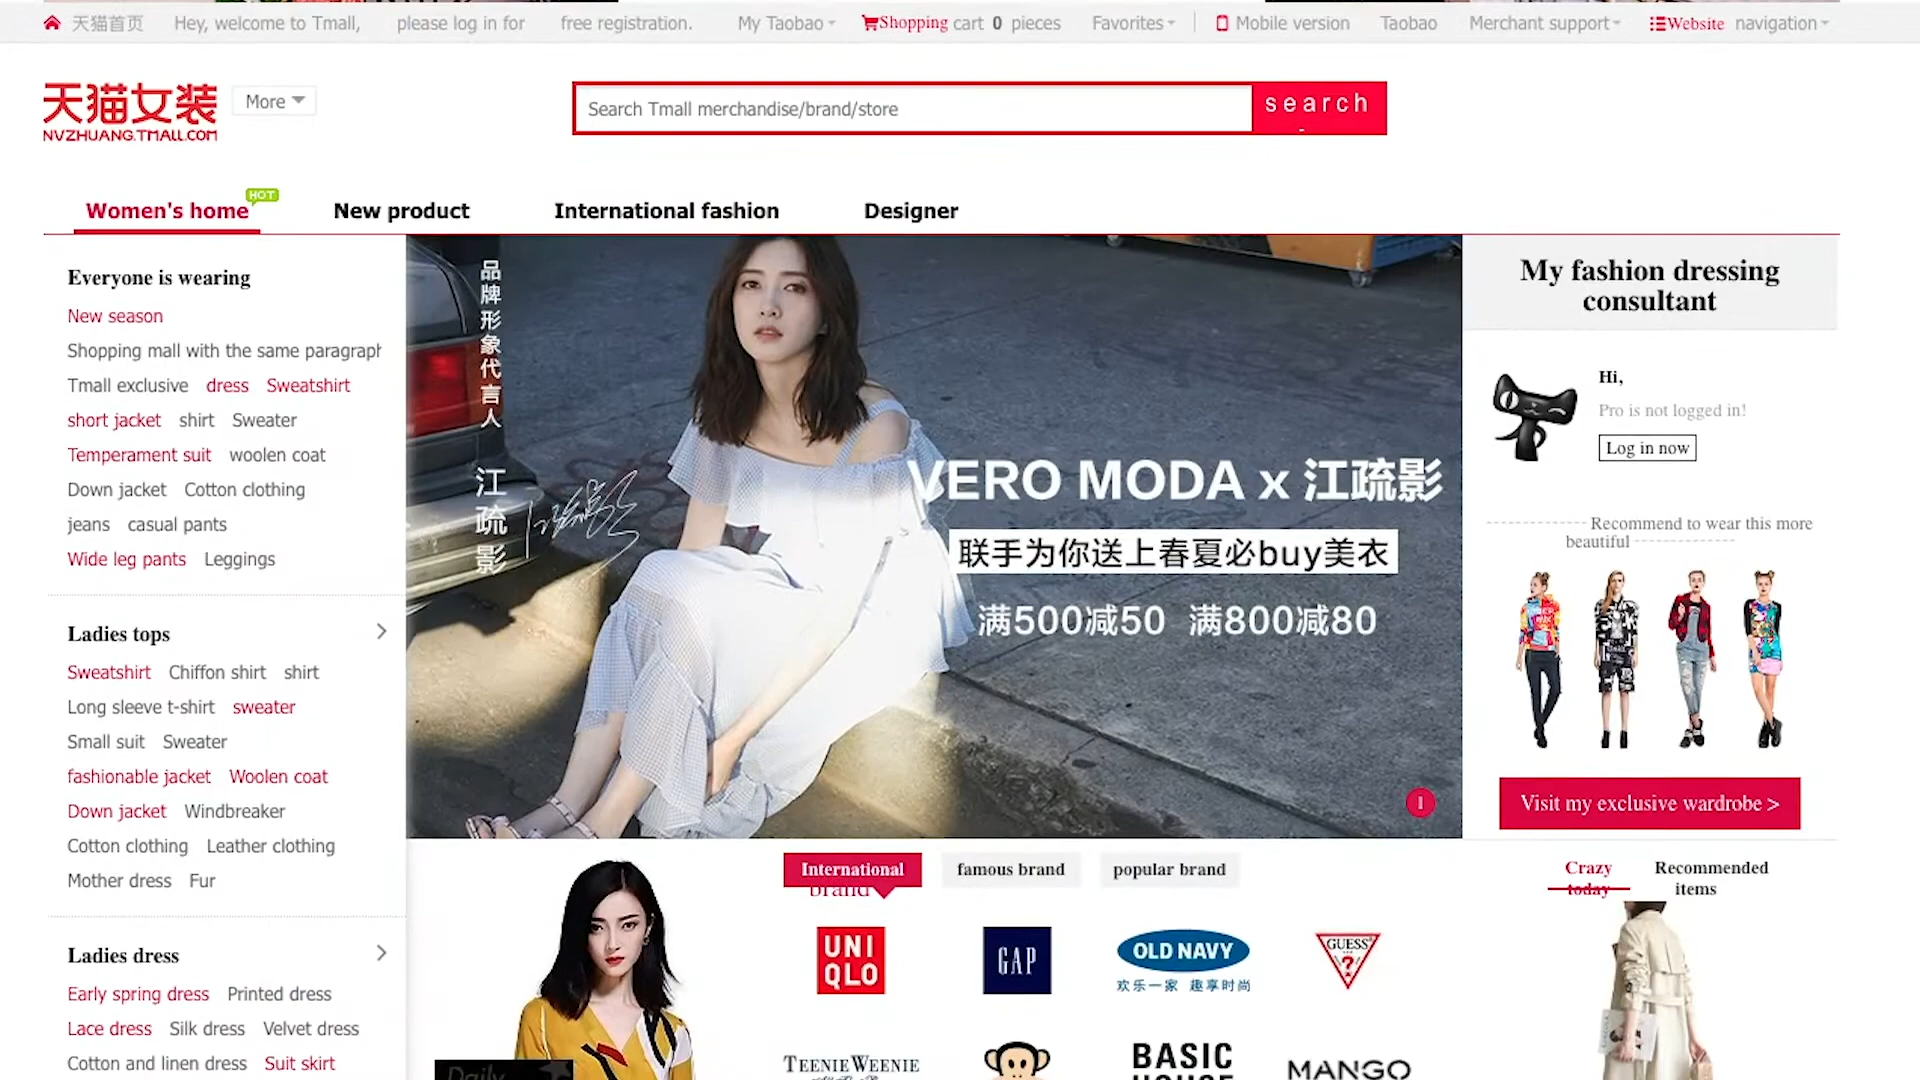 天猫首页 Hey, welcome to Tmall, please log in for free registration. My Taobao Shopping cart 0 pieces Favorites Mobile version Taobao Merchant support Website navigation
天猫女装
NVZHUANG.TMALL.COM
More
Search Tmall merchandise/brand/store
search
Women's home HOT New product International fashion Designer
Everyone is wearing
New season
Shopping mall with the same paragraph
Tmall exclusive dress Sweatshirt
short jacket shirt Sweater
Temperament suit woolen coat
Down jacket Cotton clothing
jeans casual pants
Wide leg pants Leggings
Ladies tops
Sweatshirt Chiffon shirt shirt
Long sleeve t-shirt sweater
Small suit Sweater
fashionable jacket Woolen coat
Down jacket Windbreaker
Cotton clothing Leather clothing
Mother dress Fur
Ladies dress
Early spring dress Printed dress
Lace dress Silk dress Velvet dress
Cotton and linen dress Suit skirt
品牌形象代言人
江疏影
VERO MODA x 江疏影
联手为你送上春夏必buy美衣
满500减50 满800减80
1
My fashion dressing
consultant
Hi,
Pro is not logged in!
Log in now
Recommend to wear this more
beautiful
Visit my exclusive wardrobe >
International
brand
famous brand
popular brand
UNI
QLO
GAP
OLD NAVY
欢乐一家 趣享时尚
GUESS
?
TEENIE WEENIE
BASIC
HOUSE
MANGO
Daily
Crazy
today
Recommended
items